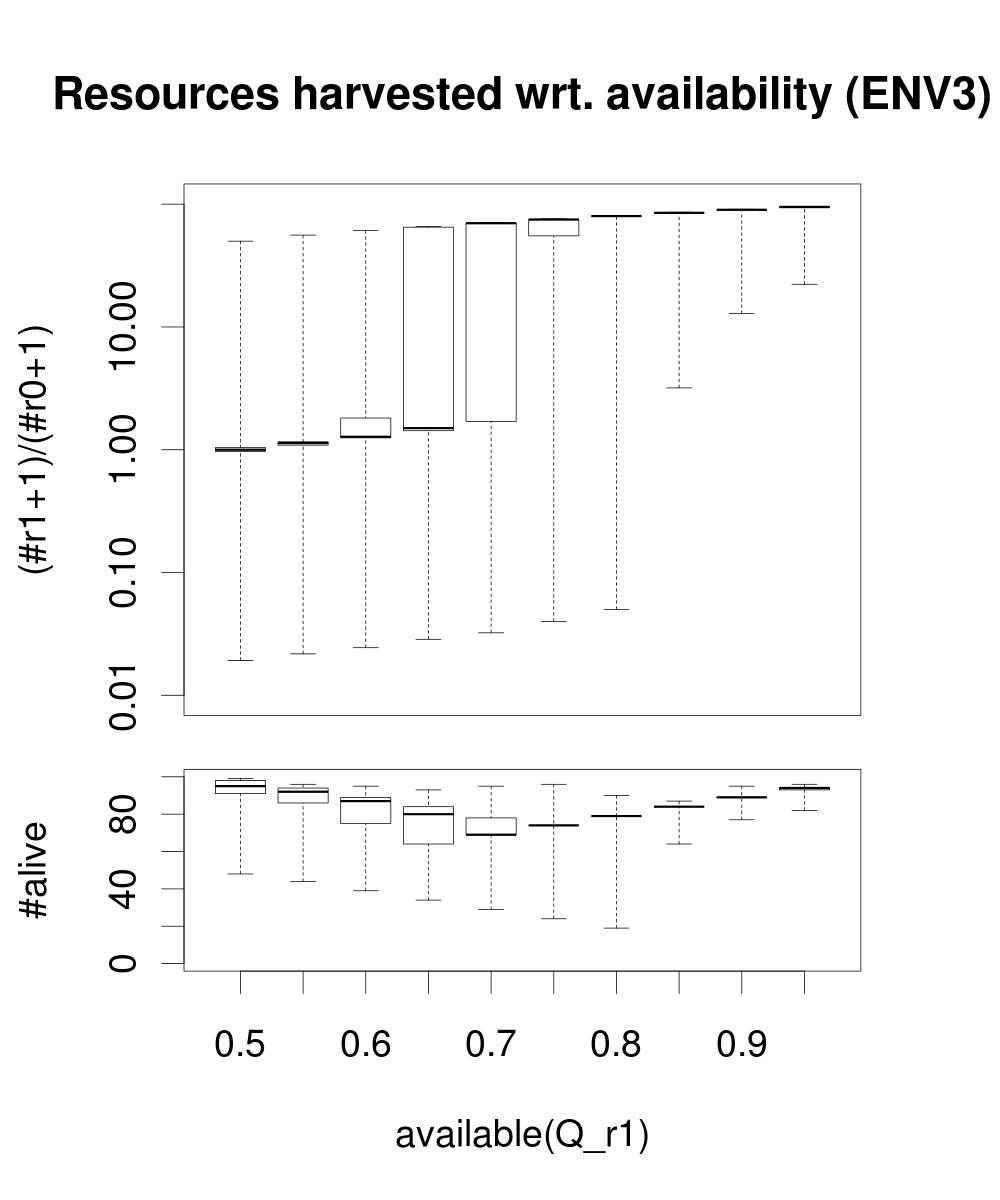 Resources harvested wrt. availability (ENV3)
(#r1+1)/(#r0+1)
10.00
1.00
0.10
0.01
#alive
80
40
0
0.5 0.6 0.7 0.8 0.9
available(Q_r1)